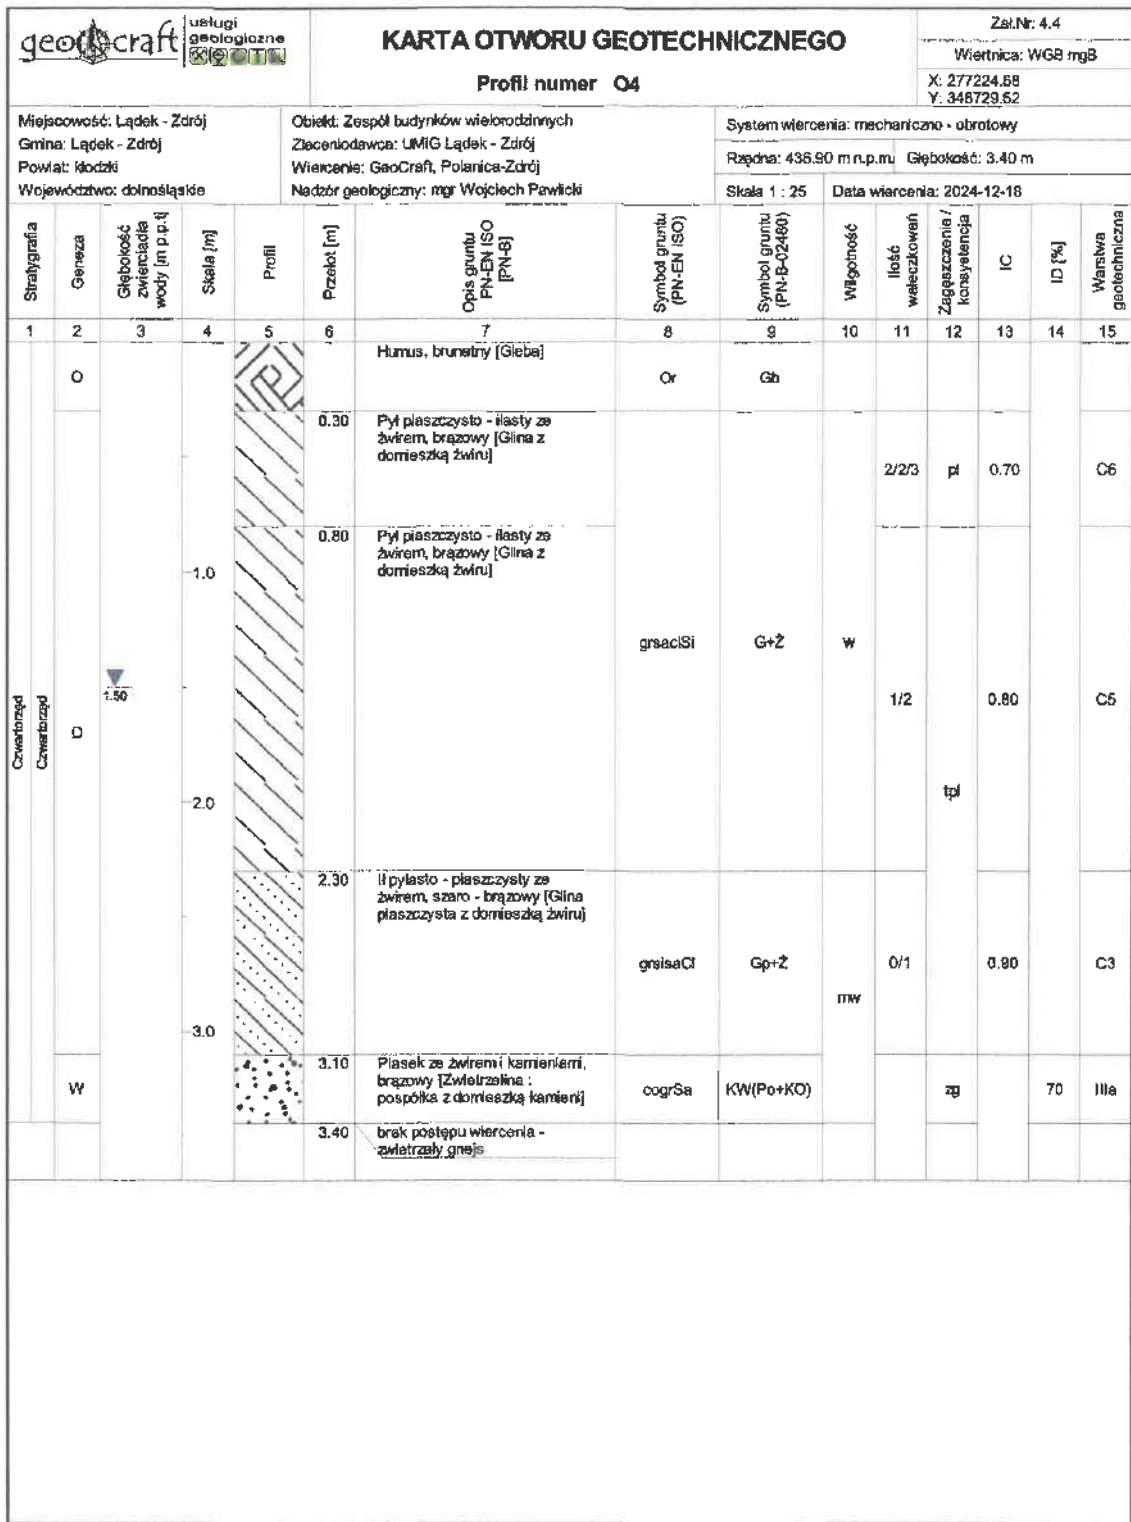 geocraft
usługi
geologiczne
KARTA OTWORU GEOTECHNICZNEGO
Profil numer O4
Zał.Nr: 4.4
Wiertnica: WGB mgB
X: 277224.68
Y: 348729.62
Miejscowość: Lądek - Zdrój
Gmina: Lądek - Zdrój
Powiat: kłodzki
Województwo: dolnośląskie
Obiekt: Zespół budynków wielorodzinnych
Zleceniodawca: UMiG Lądek - Zdrój
Wiercenie: GeoCraft, Polanica-Zdrój
Nadzór geologiczny: mgr Wojciech Pawlicki
System wiercenia: mechaniczno - obrotowy
Rzędna: 436.90 m n.p.m. Głębokość: 3.40 m
Skala 1 : 25 Data wiercenia: 2024-12-18
Stratygrafia
Geneza
Głębokość
zwierciadła
wody [m p.p.t]
Skala [m]
Profil
Przelot [m]
Opis gruntu
PN-EN ISO
[PN-B]
Symbol gruntu
(PN-EN ISO)
Symbol gruntu
(PN-B-02480)
Wilgotność
Ilość
wałeczkowań
Zagęszczenie /
konsystencja
IC
ID [%]
Warstwa
geotechniczna
1 2 3 4 5 6 7 8 9 10 11 12 13 14 15
Humus, brunatny [Gleba]
O Or Gb
0.30 Pył piaszczysto - ilasty ze
żwirem, brązowy [Glina z
domieszką żwiru]
2/2/3 pl 0.70 C6
0.80 Pył piaszczysto - ilasty ze
żwirem, brązowy [Glina z
domieszką żwiru]
1.0
grsaclSi G+Ż w
1.50
1/2 0.80 C5
Czwartorzęd
Czwartorzęd
D
tpl
2.0
2.30 Ił pylasto - piaszczysty ze
żwirem, szaro - brązowy [Glina
piaszczysta z domieszką żwiru]
grsisaCl Gp+Ż 0/1 0.90 C3
mw
3.0
3.10 Piasek ze żwirem i kamieniami,
brązowy [Zwietrzelina :
pospółka z domieszką kamieni]
W cogrSa KW(Po+KO) zg 70 IIIa
3.40 brak postępu wiercenia -
zwietrzały gnejs